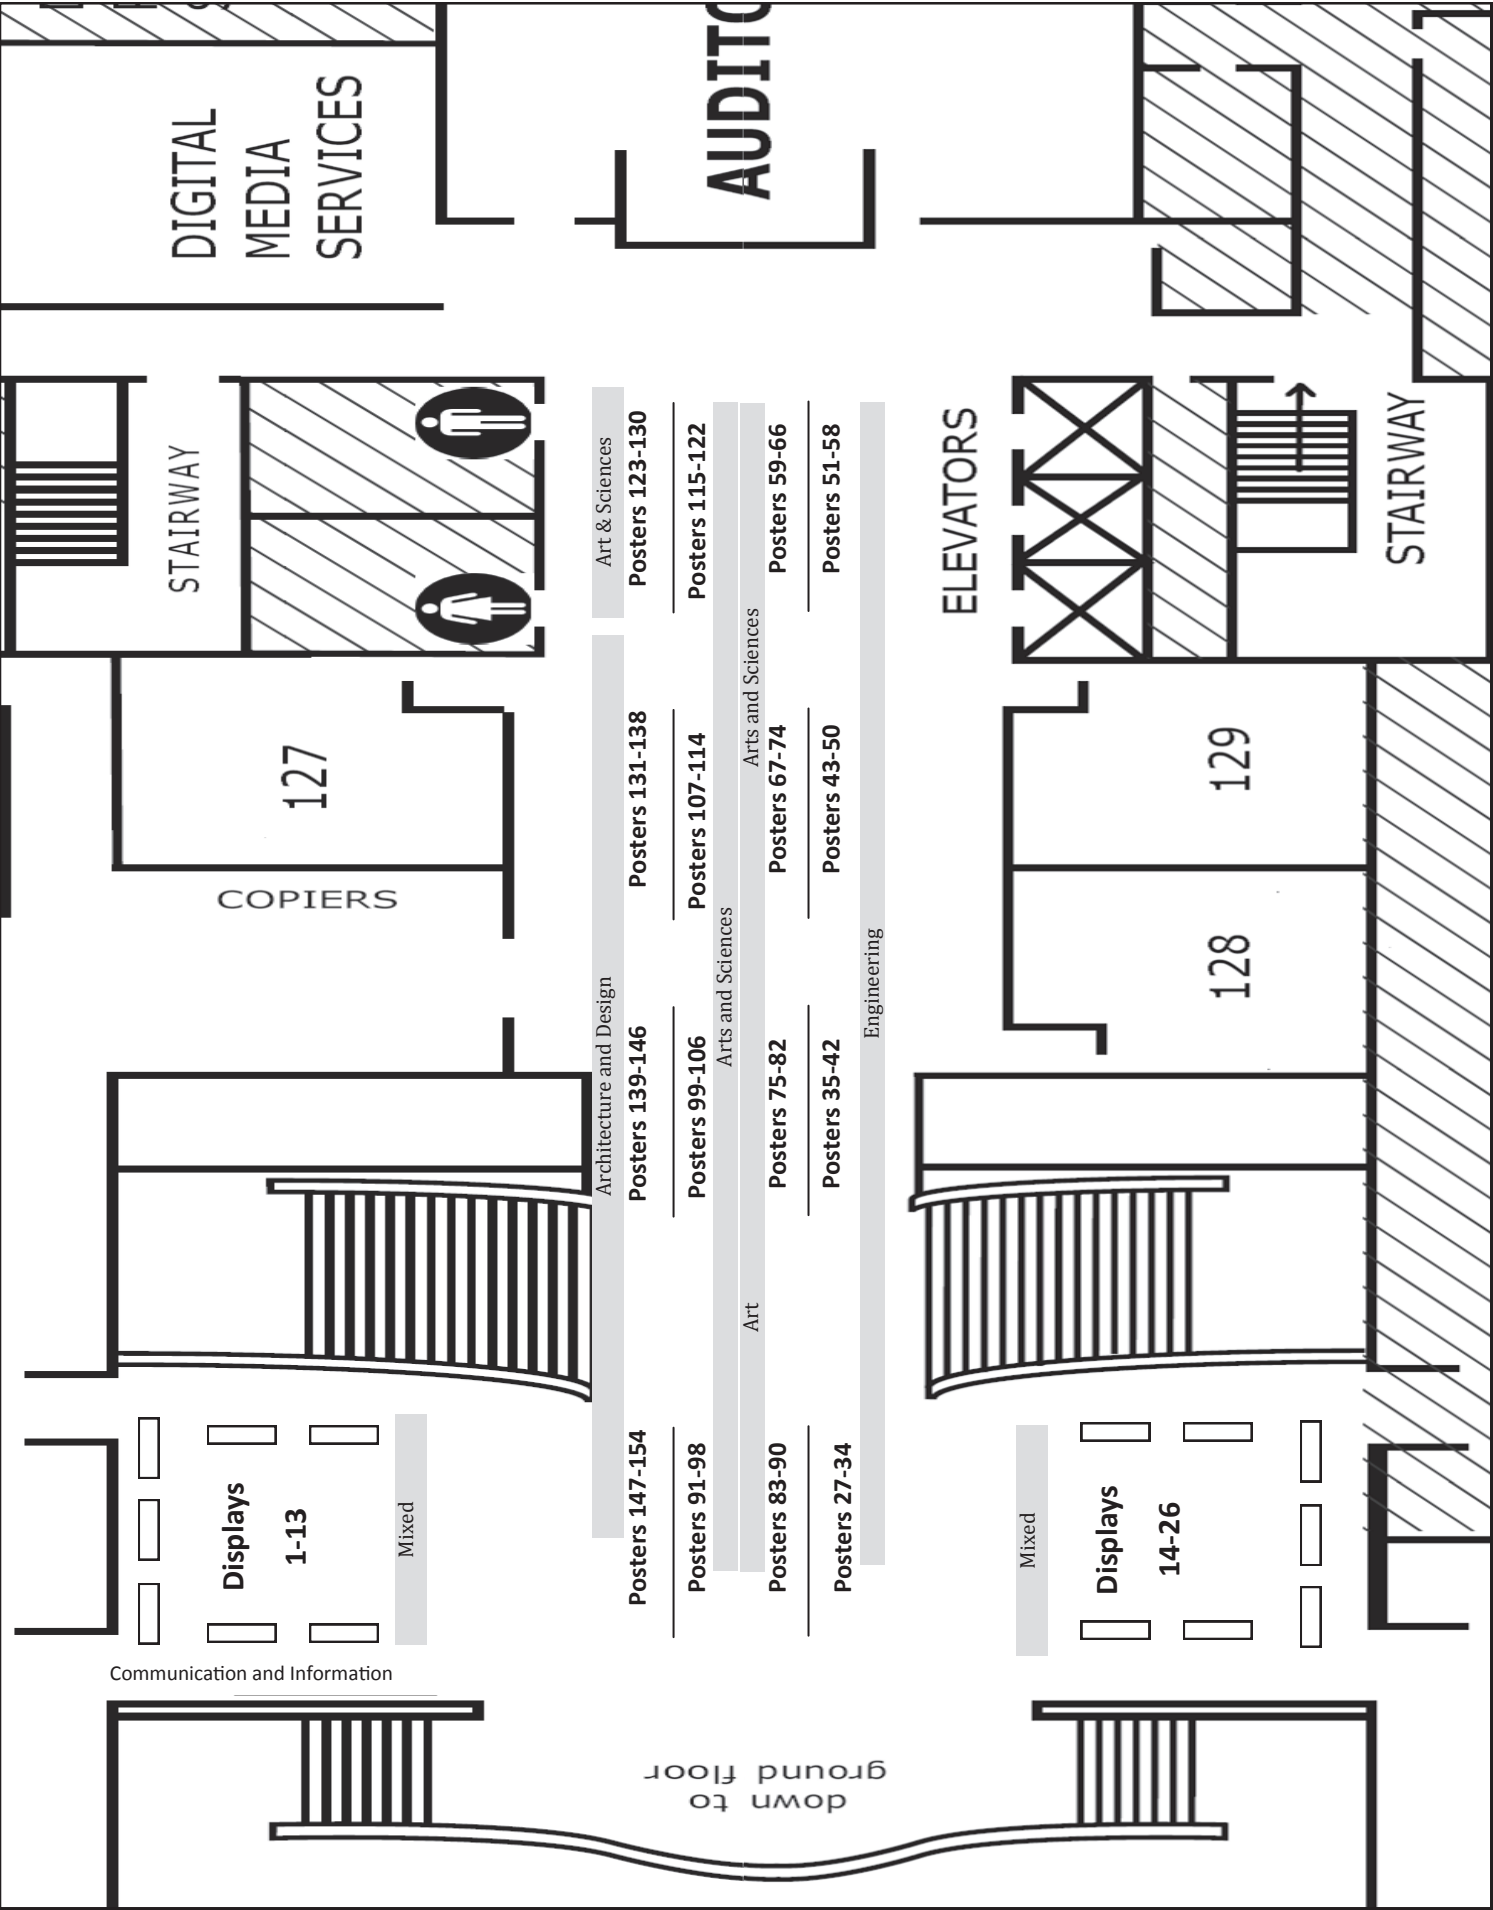 AUDITO
DIGITAL
MEDIA
SERVICES
STAIRWAY
Art & Sciences
Posters 123-130
Posters 115-122
Posters 59-66
Posters 51-58
ELEVATORS
STAIRWAY
127
COPIERS
Posters 131-138
Posters 107-114
Arts and Sciences
Posters 67-74
Posters 43-50
129
128
Architecture and Design
Posters 139-146
Posters 99-106
Arts and Sciences
Posters 75-82
Posters 35-42
Engineering
Art
Displays
1-13
Mixed
Posters 147-154
Posters 91-98
Posters 83-90
Posters 27-34
Mixed
Displays
14-26
Communication and Information
down to
ground floor